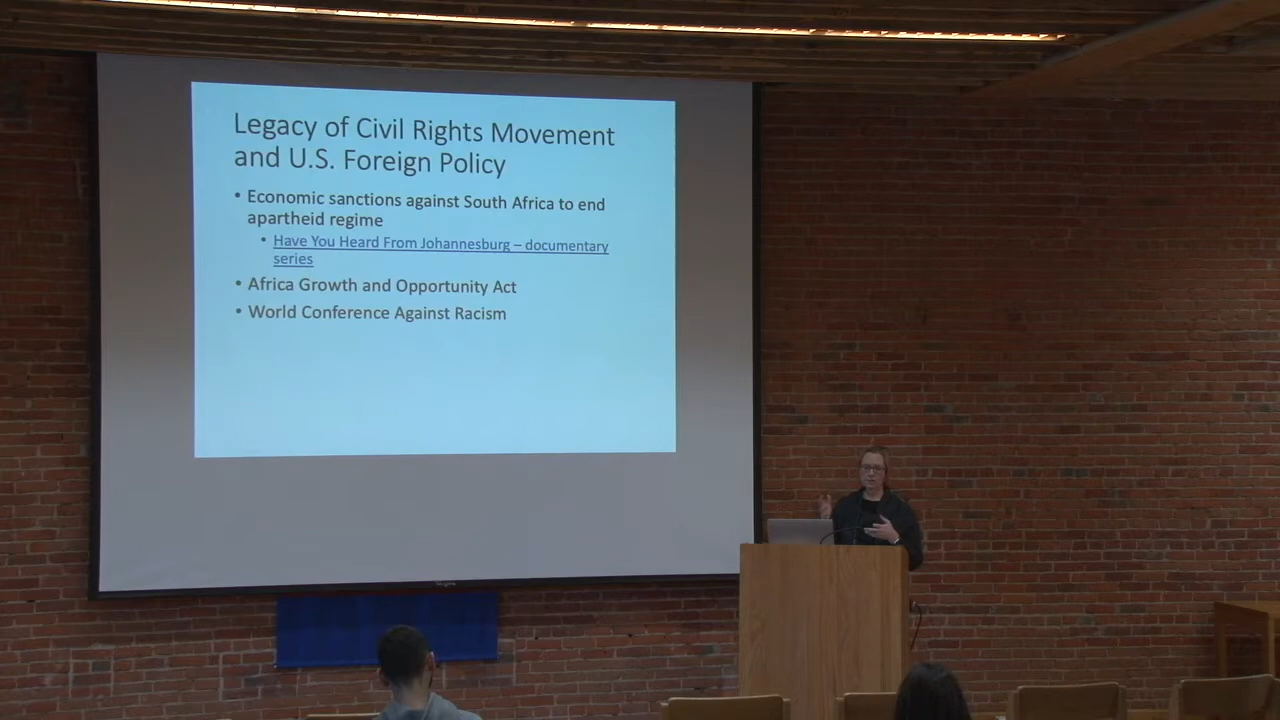 Legacy of Civil Rights Movement
and U.S. Foreign Policy
• Economic sanctions against South Africa to end
apartheid regime
• Have You Heard From Johannesburg – documentary
series
• Africa Growth and Opportunity Act
• World Conference Against Racism